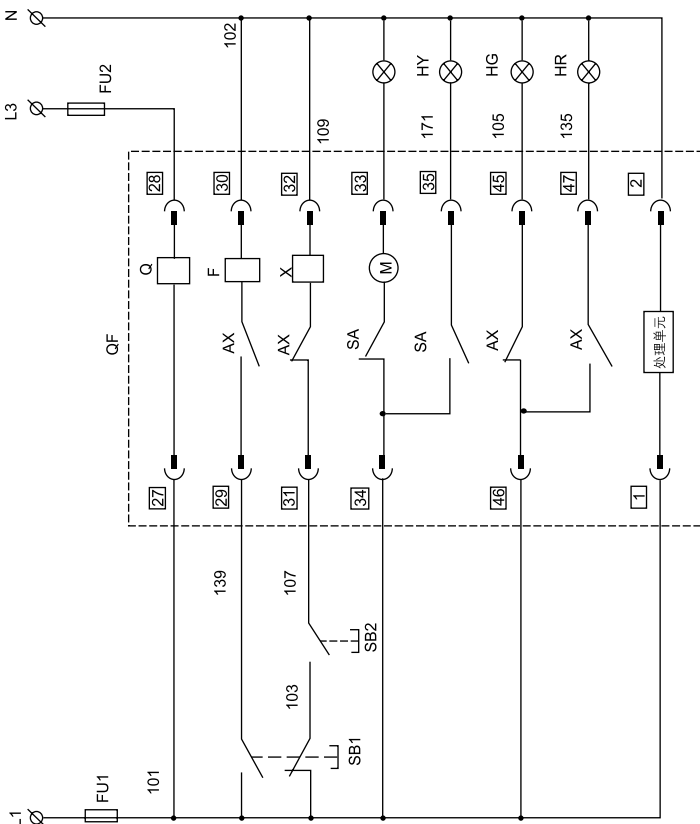 N
102
L3
FU2
109
HY
HG
HR
171
105
135
28
30
32
33
35
45
47
2
Q
F
X
M
QF
AX
AX
SA
SA
AX
AX
处理单元
27
29
31
34
46
1
139
107
SB2
103
SB1
101
FU1
L1